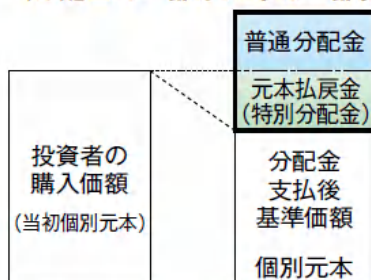 普通分配金
元本払戻金
(特別分配金)
投資者の
購入価額
(当初個別元本)
分配金
支払後
基準価額
個別元本